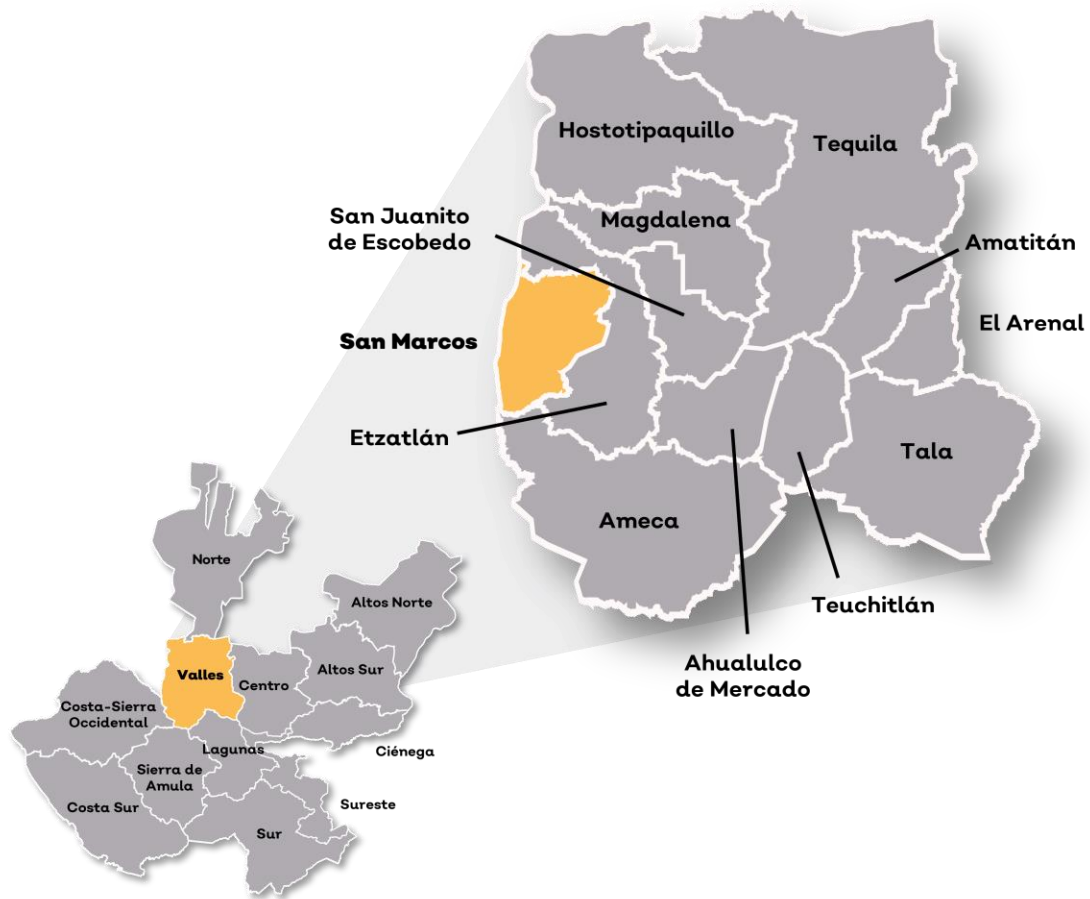 Hostotipaquillo
Tequila
San Juanito
de Escobedo
Magdalena
Amatitán
El Arenal
San Marcos
Etzatlán
Tala
Ameca
Teuchitlán
Ahualulco
de Mercado
Norte
Altos Norte
Valles
Centro
Altos Sur
Costa-Sierra
Occidental
Lagunas
Ciénega
Sierra de
Amula
Costa Sur
Sureste
Sur